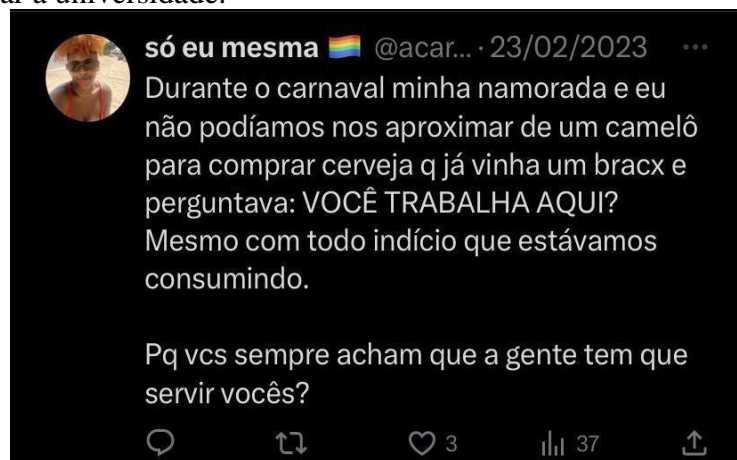 ar a universidade.
só eu mesma 🏳️‍🌈 @acar... · 23/02/2023 ...
Durante o carnaval minha namorada e eu
não podíamos nos aproximar de um camelô
para comprar cerveja q já vinha um bracx e
perguntava: VOCÊ TRABALHA AQUI?
Mesmo com todo indício que estávamos
consumindo.
Pq vcs sempre acham que a gente tem que
servir vocês?
3 37